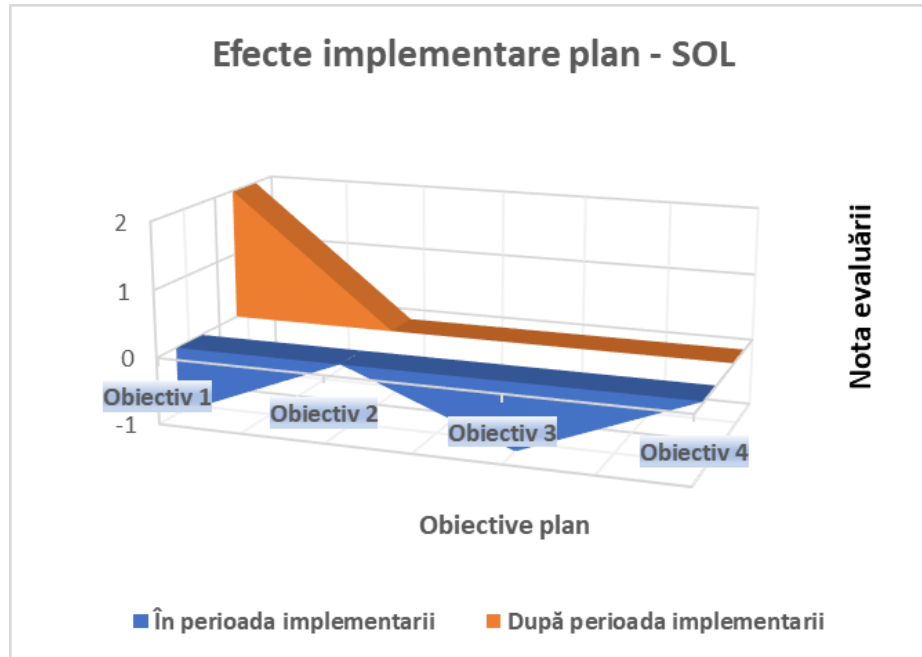 Efecte implementare plan - SOL
2
1
0
-1
Obiectiv 1
Obiectiv 2
Obiectiv 3
Obiectiv 4
Nota evaluării
Obiective plan
În perioada implementarii
După perioada implementarii